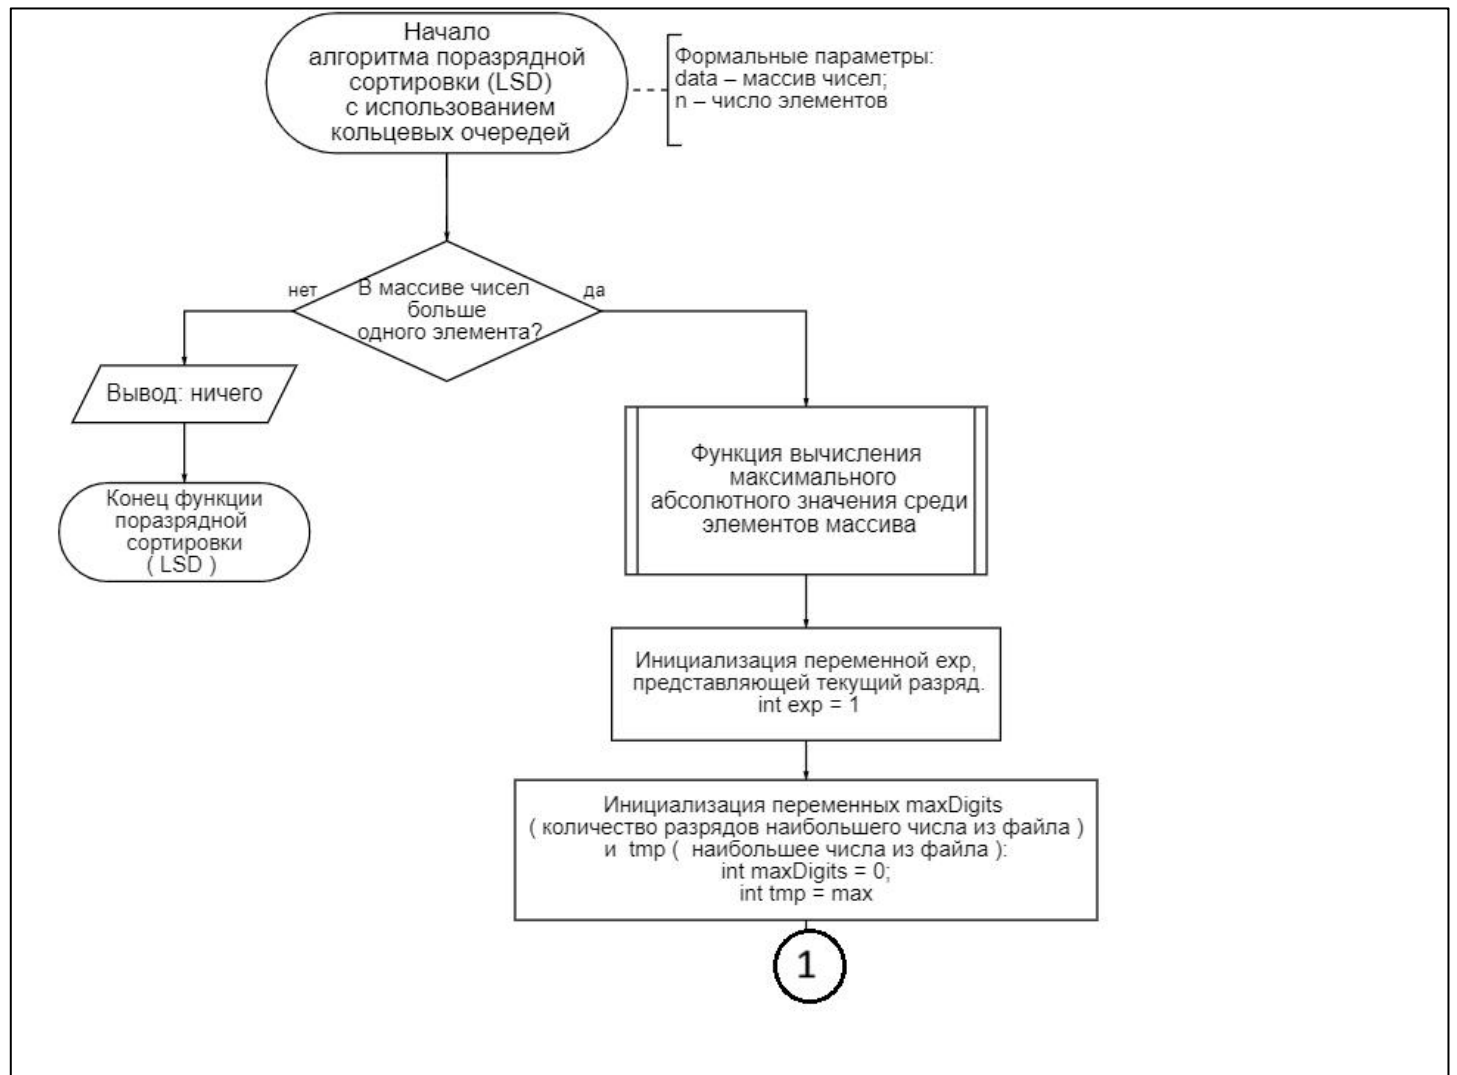 Начало
алгоритма поразрядной
сортировки (LSD)
с использованием
кольцевых очередей
Формальные параметры:
data – массив чисел;
n – число элементов
нет
В массиве чисел
больше
одного элемента?
да
Вывод: ничего
Конец функции
поразрядной
сортировки
( LSD )
Функция вычисления
максимального
абсолютного значения среди
элементов массива
Инициализация переменной exp,
представляющей текущий разряд.
int exp = 1
Инициализация переменных maxDigits
( количество разрядов наибольшего числа из файла )
и tmp ( наибольшее числа из файла ):
int maxDigits = 0;
int tmp = max
1